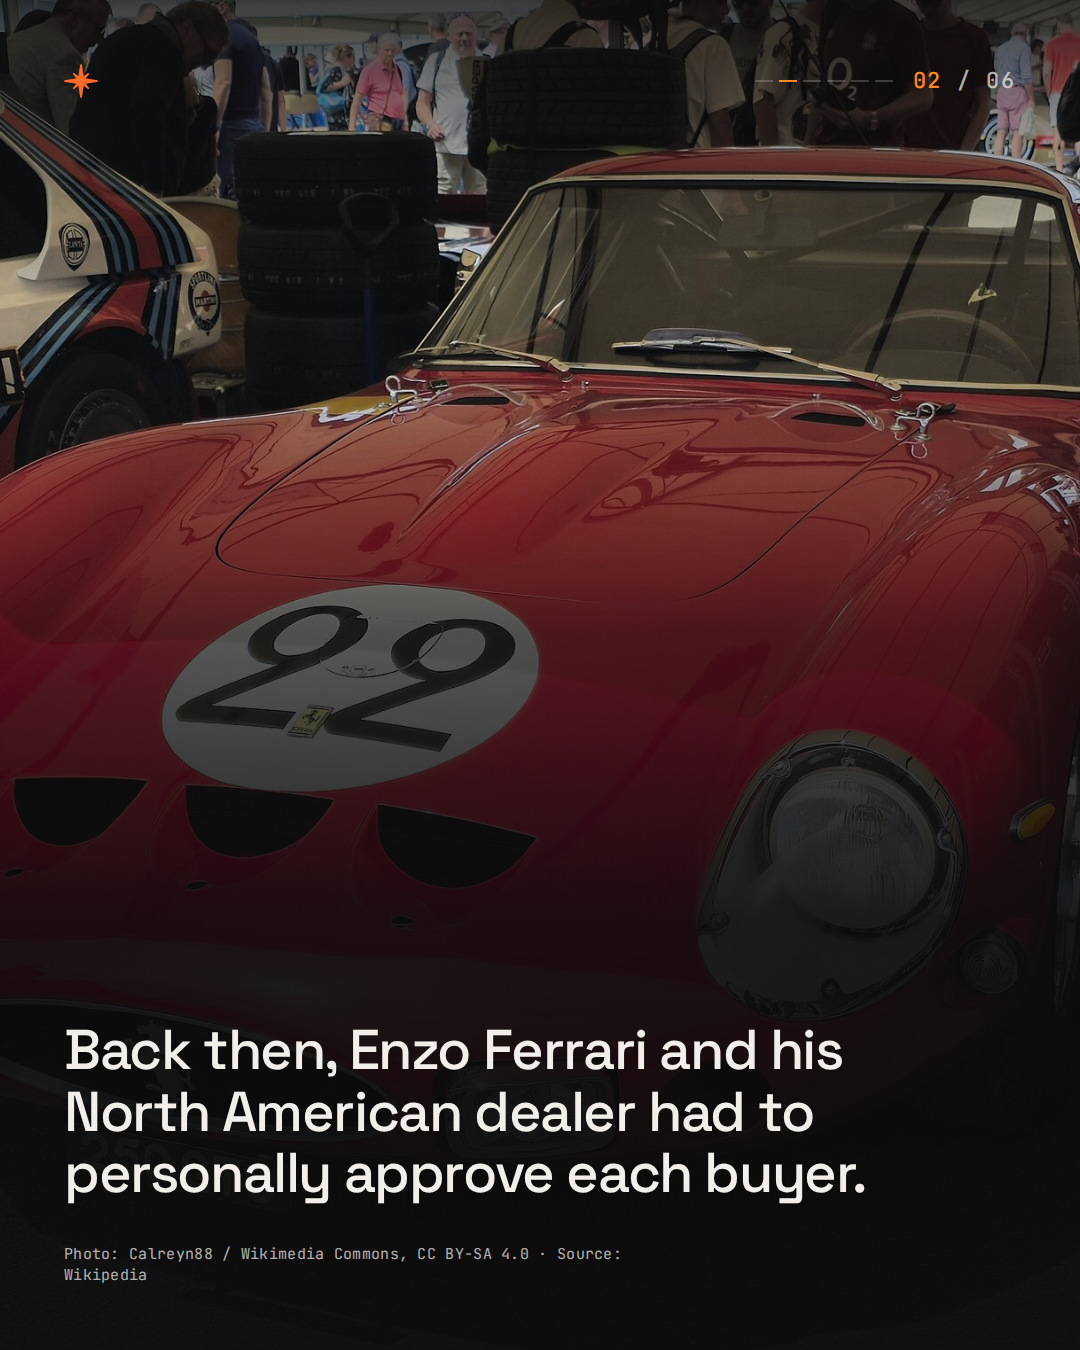 02 / 06
MARTINI
22
Back then, Enzo Ferrari and his
North American dealer had to
personally approve each buyer.
Photo: Calreyn88 / Wikimedia Commons, CC BY-SA 4.0 · Source:
Wikipedia